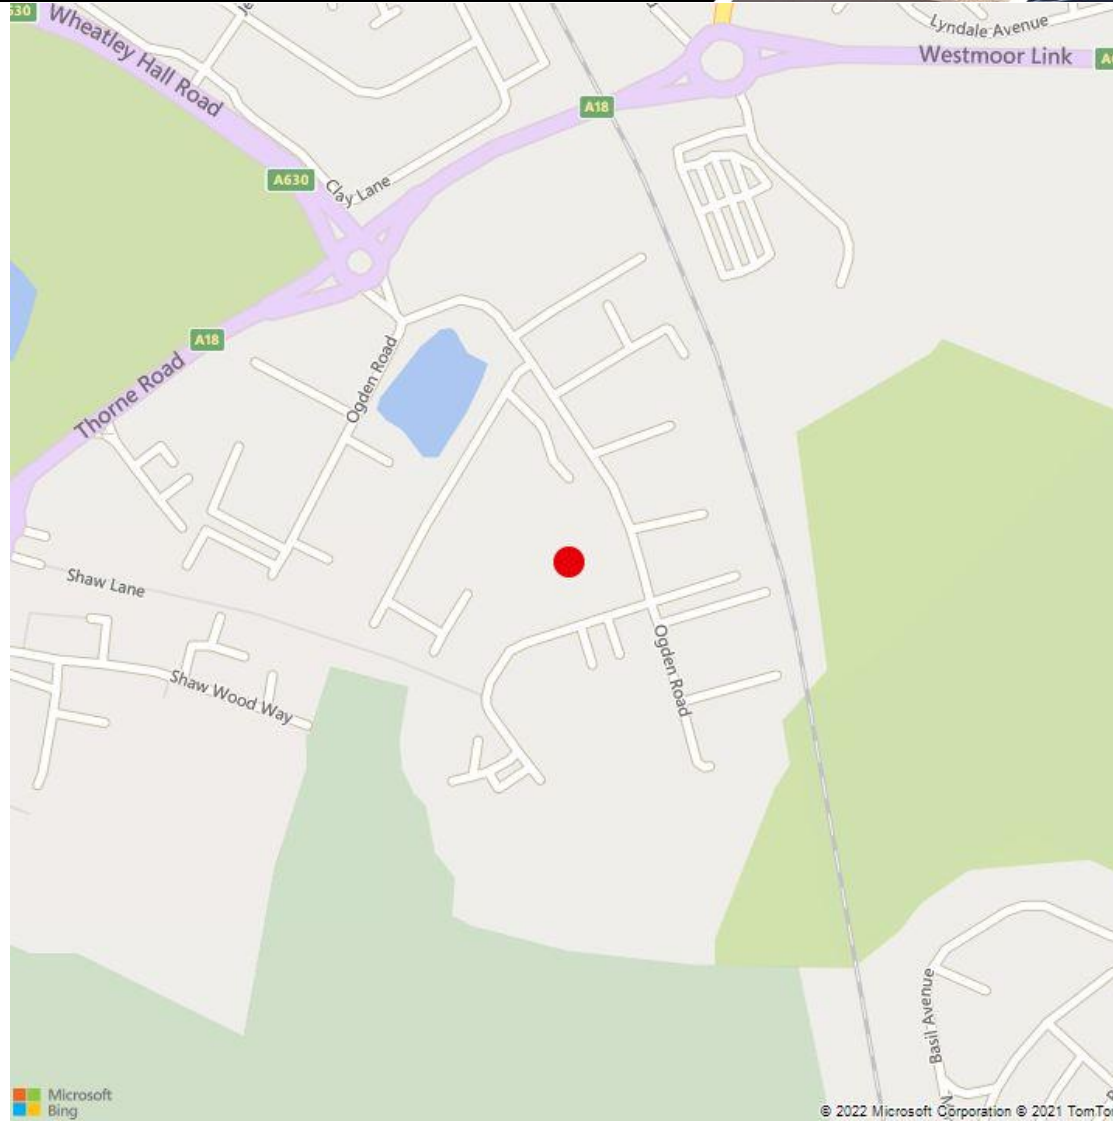 630
Wheatley Hall Road
Lyndale Avenue
Westmoor Link
A18
A630
Clay Lane
A18
Thorne Road
Ogden Road
Shaw Lane
Shaw Wood Way
Ogden Road
Basil Avenue
Microsoft
Bing
© 2022 Microsoft Corporation © 2021 TomTom